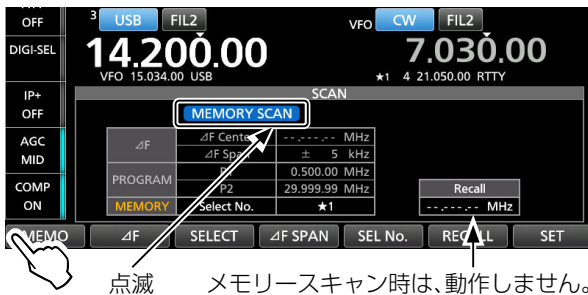 OFF
3 USB FIL2 VFO CW FIL2
DIGI-SEL
14.200.00 7.030.00
VFO 15.034.00 USB ★1 4 21.050.00 RTTY
IP+
OFF
SCAN
MEMORY SCAN
AGC
MID
⊿F
⊿F Center --.---.-- MHz
⊿F Span ± 5 kHz
PROGRAM
P1 0.500.00 MHz
P2 29.999.99 MHz
COMP
ON
MEMORY Select No. ★1
Recall
--.---.-- MHz
MEMO ⊿F SELECT ⊿F SPAN SEL No. RECALL SET
点滅 メモリースキャン時は、動作しません。